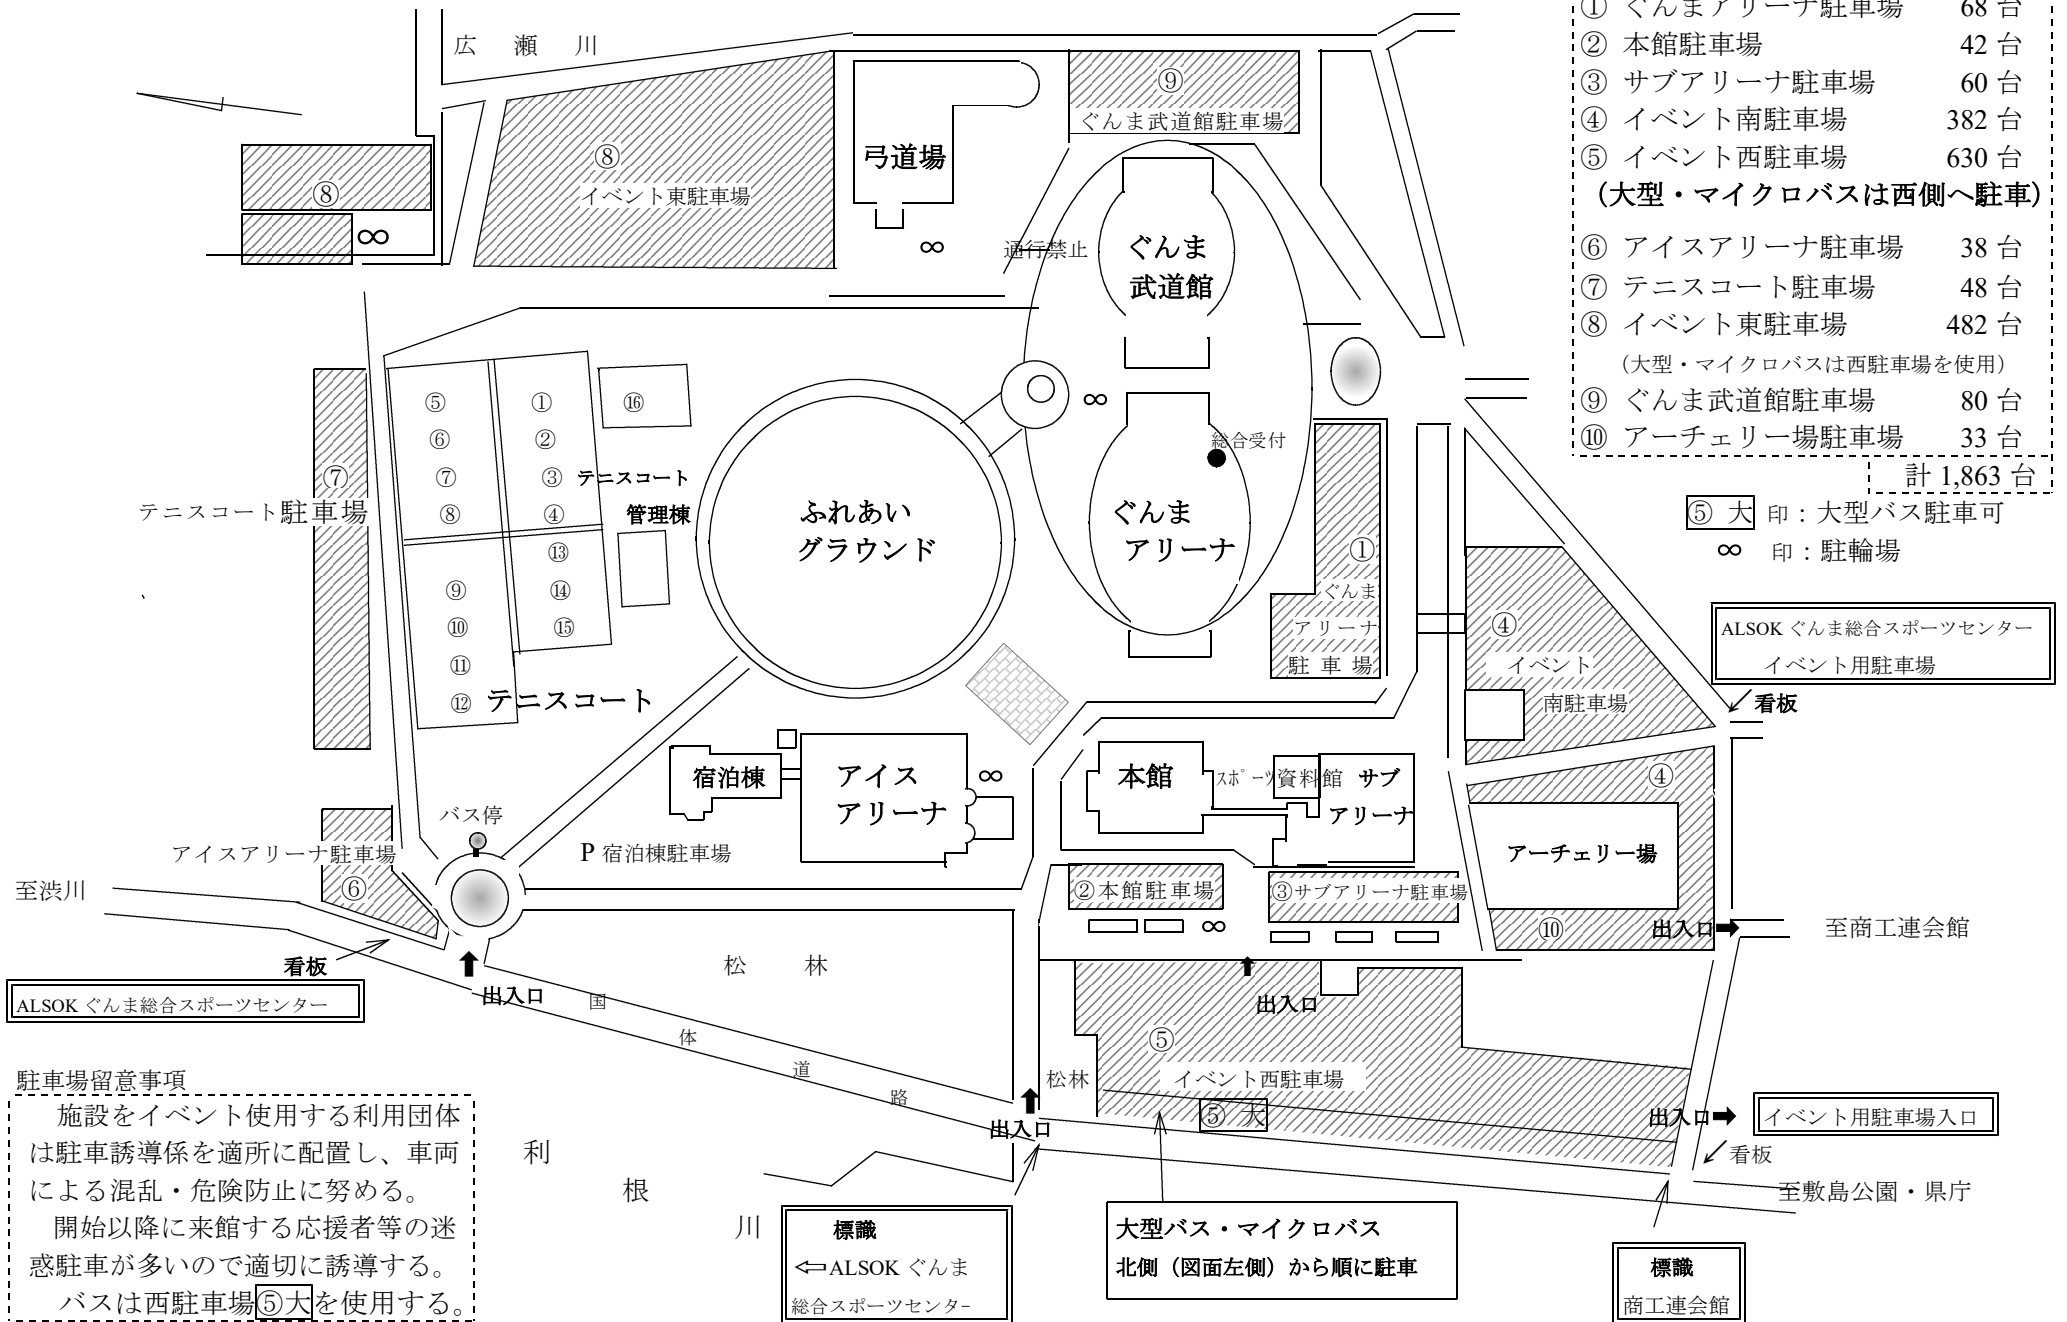 ① ぐんまアリーナ駐車場 68 台
② 本館駐車場 42 台
③ サブアリーナ駐車場 60 台
④ イベント南駐車場 382 台
⑤ イベント西駐車場 630 台
（大型・マイクロバスは西側へ駐車）
⑥ アイスアリーナ駐車場 38 台
⑦ テニスコート駐車場 48 台
⑧ イベント東駐車場 482 台
（大型・マイクロバスは西駐車場を使用）
⑨ ぐんま武道館駐車場 80 台
⑩ アーチェリー場駐車場 33 台
計 1,863 台
⑤ 大 印：大型バス駐車可
∞ 印：駐輪場
広 瀬 川
⑨
ぐんま武道館駐車場
⑧
イベント東駐車場
⑧
∞
弓道場
∞
通行禁止
ぐんま
武道館
∞
総合受付
ぐんま
アリーナ
①
ぐんま
アリーナ
駐 車 場
⑤ ① ⑯
⑥ ②
⑦ ③
⑧ ④
⑬
⑨ ⑭
⑩ ⑮
⑪
⑫
テニスコート
管理棟
テニスコート
⑦
テニスコート駐車場
ふれあい
グラウンド
④
イベント
南駐車場
ALSOK ぐんま総合スポーツセンター
イベント用駐車場
看板
④
宿泊棟
アイス
アリーナ
∞
本館
スポーツ資料館
サブ
アリーナ
アーチェリー場
バス停
P 宿泊棟駐車場
アイスアリーナ駐車場
⑥
至渋川
②本館駐車場
③サブアリーナ駐車場
∞
⑩
出入口
至商工連会館
看板
ALSOK ぐんま総合スポーツセンター
出入口
松 林
国 体 道 路
出入口
⑤
イベント西駐車場
⑤ 大
松林
出入口
出入口
イベント用駐車場入口
看板
至敷島公園・県庁
利 根 川
駐車場留意事項
施設をイベント使用する利用団体
は駐車誘導係を適所に配置し、車両
による混乱・危険防止に努める。
開始以降に来館する応援者等の迷
惑駐車が多いので適切に誘導する。
バスは西駐車場⑤大を使用する。
標識
⇦ALSOK ぐんま
総合スポーツセンター
大型バス・マイクロバス
北側（図面左側）から順に駐車
標識
商工連会館